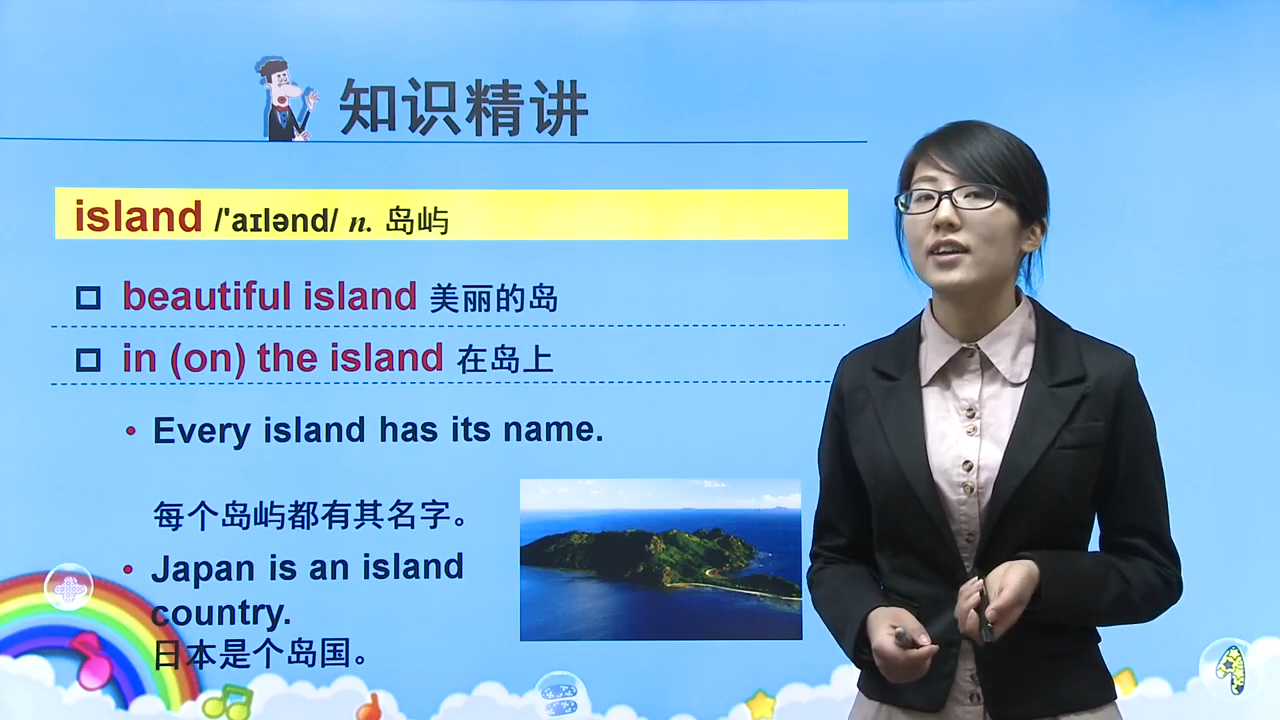 知识精讲
island /'aɪlənd/ n. 岛屿
beautiful island 美丽的岛
in (on) the island 在岛上
Every island has its name.
每个岛屿都有其名字。
Japan is an island
country.
日本是个岛国。